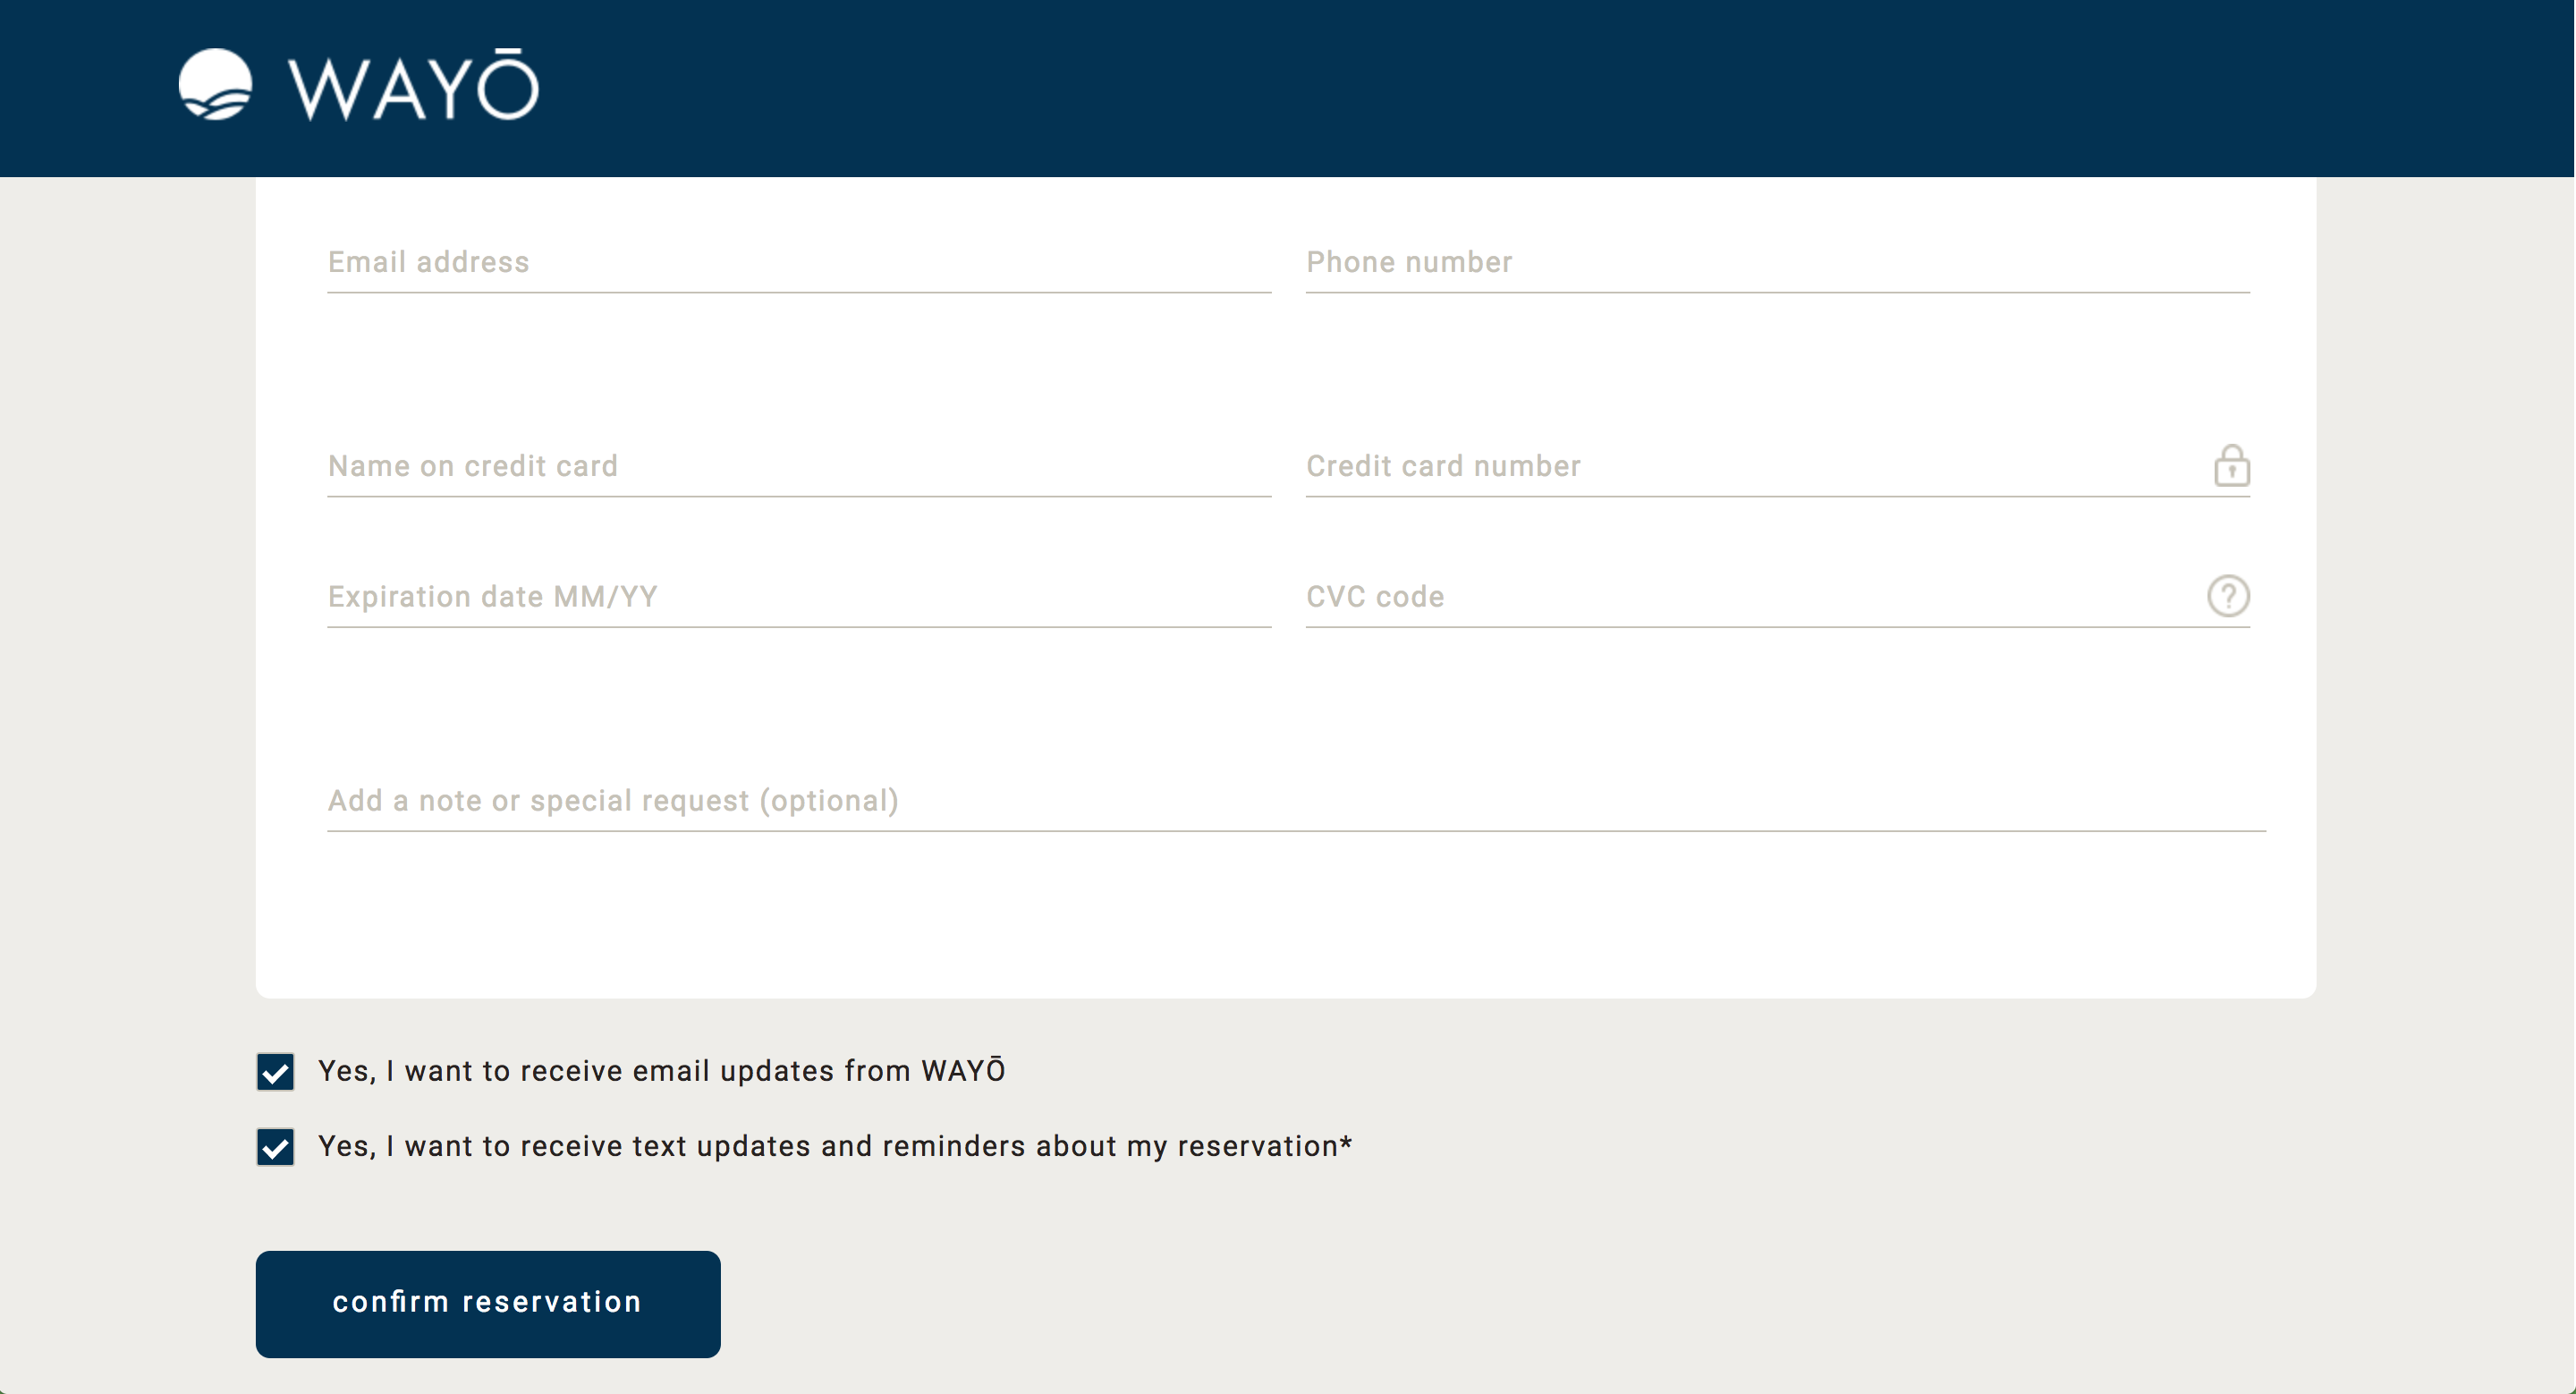 WAYŌ
Email address
Phone number
Name on credit card
Credit card number
Expiration date MM/YY
CVC code
?
Add a note or special request (optional)
Yes, I want to receive email updates from WAYŌ
Yes, I want to receive text updates and reminders about my reservation*
confirm reservation